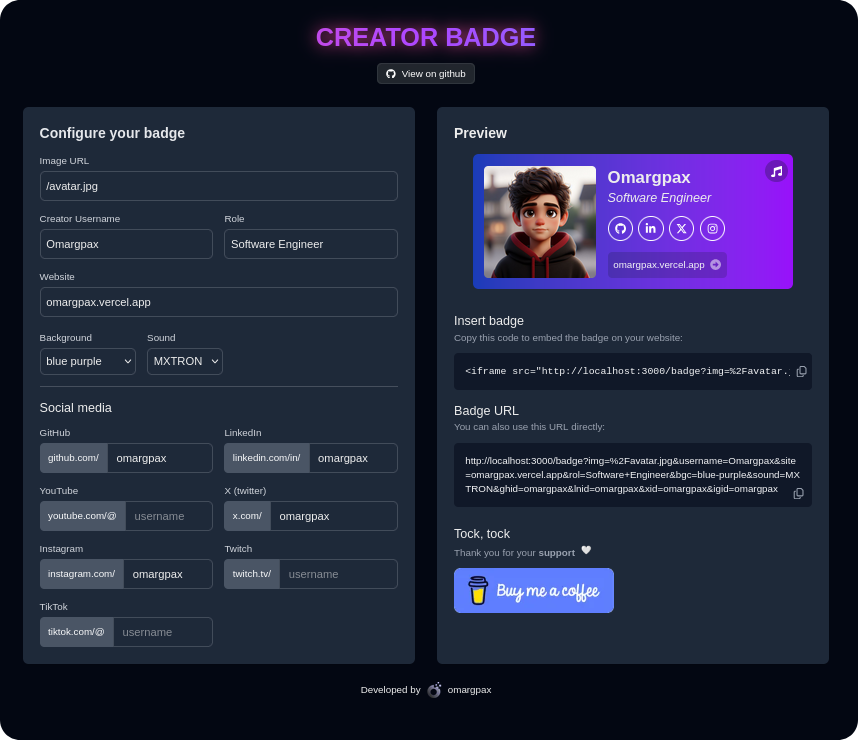 CREATOR BADGE
View on github
Configure your badge
Image URL
/avatar.jpg
Creator Username
Role
Omargpax
Software Engineer
Website
omargpax.vercel.app
Background
Sound
blue purple
MXTRON
Social media
GitHub
LinkedIn
github.com/ omargpax
linkedin.com/in/ omargpax
YouTube
X (twitter)
youtube.com/@ username
x.com/ omargpax
Instagram
Twitch
instagram.com/ omargpax
twitch.tv/ username
TikTok
tiktok.com/@ username
Preview
Omargpax
Software Engineer
omargpax.vercel.app
Insert badge
Copy this code to embed the badge on your website:
<iframe src="http://localhost:3000/badge?img=%2Favatar.
Badge URL
You can also use this URL directly:
http://localhost:3000/badge?img=%2Favatar.jpg&username=Omargpax&site
=omargpax.vercel.app&rol=Software+Engineer&bgc=blue-purple&sound=MX
TRON&ghid=omargpax&lnid=omargpax&xid=omargpax&igid=omargpax
Tock, tock
Thank you for your support
Buy me a coffee
Developed by omargpax